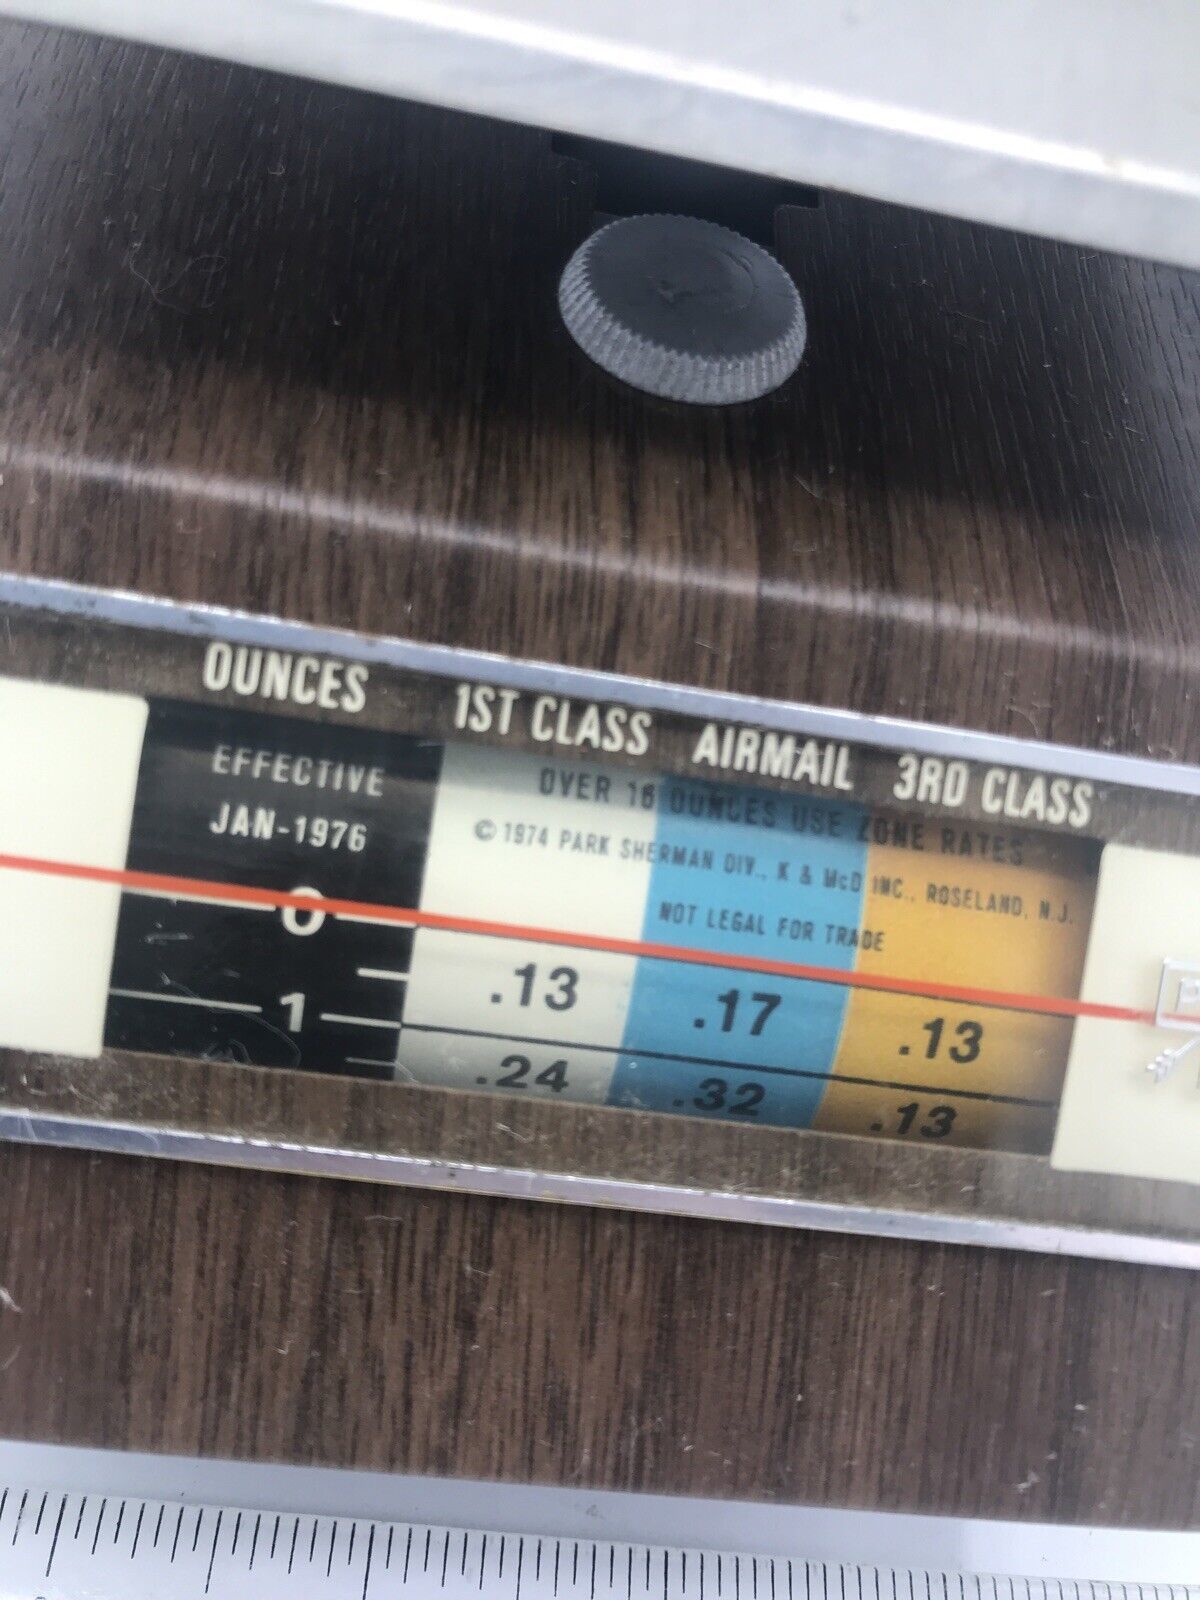 OUNCES 1ST CLASS AIRMAIL 3RD CLASS
EFFECTIVE
JAN-1976
OVER 16 OUNCES USE ZONE RATES
© 1974 PARK SHERMAN DIV., K & McD INC., ROSELAND, N.J.
NOT LEGAL FOR TRADE
0
.13 .17 .13
1
.24 .32 .13